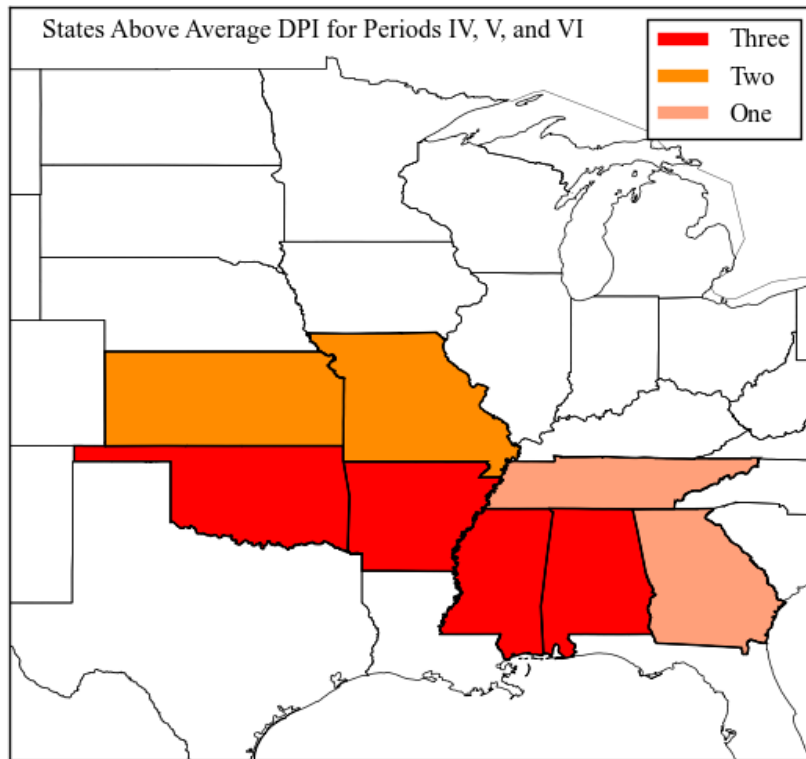 States Above Average DPI for Periods IV, V, and VI
Three
Two
One